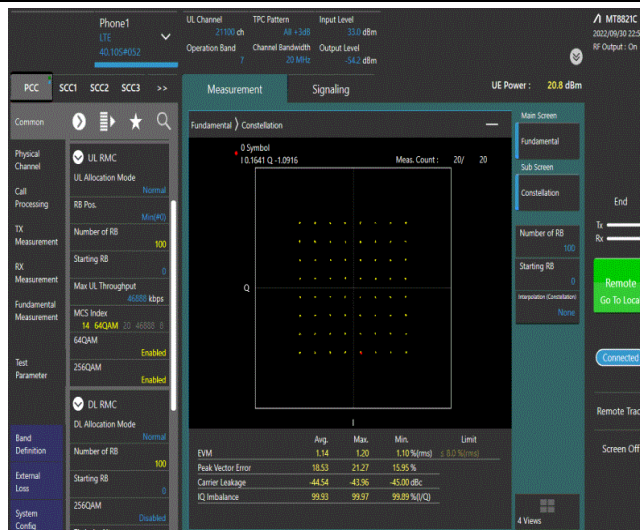 Phone1
LTE
40.105#052
UL Channel TPC Pattern Input Level
21100 ch All +3dB 33.0 dBm
Operation Band Channel Bandwidth Output Level
7 20 MHz -54.2 dBm
MT8821C
2022/09/30 22:5
RF Output : On
PCC SCC1 SCC2 SCC3 >>
Measurement Signaling
UE Power : 20.8 dBm
Common
Physical
Channel
Call
Processing
TX
Measurement
RX
Measurement
Fundamental
Measurement
Test
Parameter
Band
Definition
External
Loss
System
Config
UL RMC
UL Allocation Mode
Normal
RB Pos.
Min(#0)
Number of RB
100
Starting RB
0
Max UL Throughput
46888 kbps
MCS Index
14 64QAM 20 46888 8
64QAM
Enabled
256QAM
Enabled
DL RMC
DL Allocation Mode
Normal
Number of RB
100
Starting RB
0
256QAM
Disabled
Fundamental ⟩ Constellation
0 Symbol
I 0.1641 Q -1.0916 Meas. Count : 20/ 20
Q
I
Avg. Max. Min. Limit
EVM 1.14 1.20 1.10 %(rms) ≤ 8.0 %(rms)
Peak Vector Error 18.53 21.27 15.95 %
Carrier Leakage -44.54 -43.96 -45.00 dBc
IQ Imbalance 99.93 99.97 99.89 %(I/Q)
Main Screen
Fundamental
Sub Screen
Constellation
Number of RB
100
Starting RB
0
Interpolation (Constellation)
None
4 Views
End
Tx
Rx
Remote
Go To Loca
Connected
Remote Trac
Screen Off